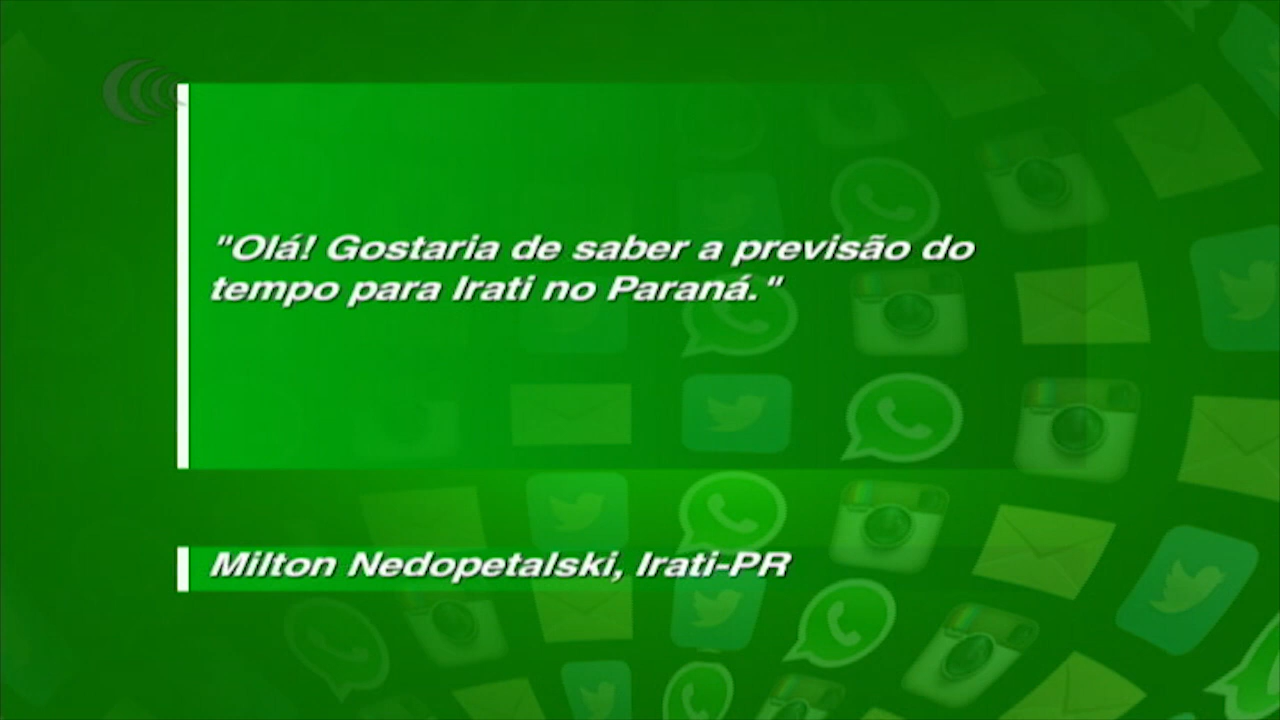 "Olá! Gostaria de saber a previsão do
tempo para Irati no Paraná."
Milton Nedopetalski, Irati-PR